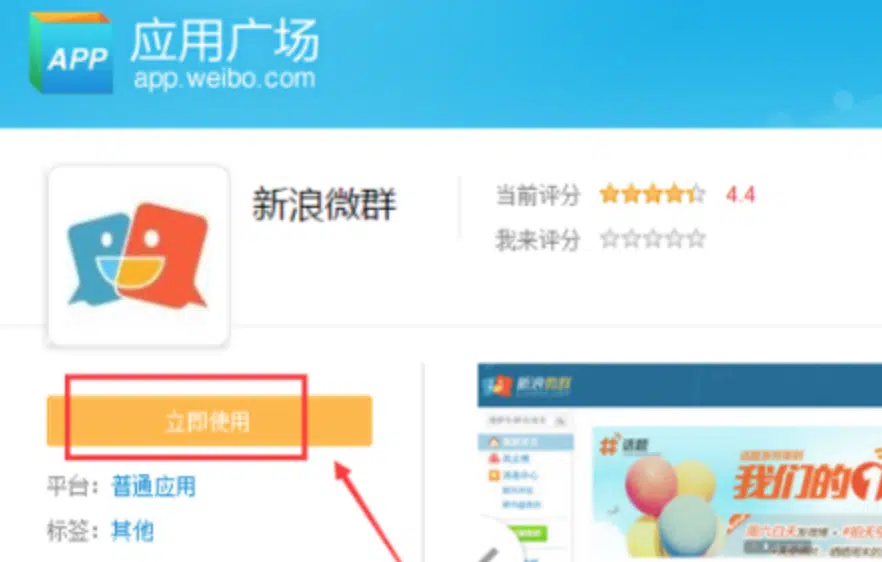 APP
应用广场
app.weibo.com
新浪微群
当前评分 4.4
我来评分
立即使用
平台：普通应用
标签：其他
新浪微群
#话题
我们的